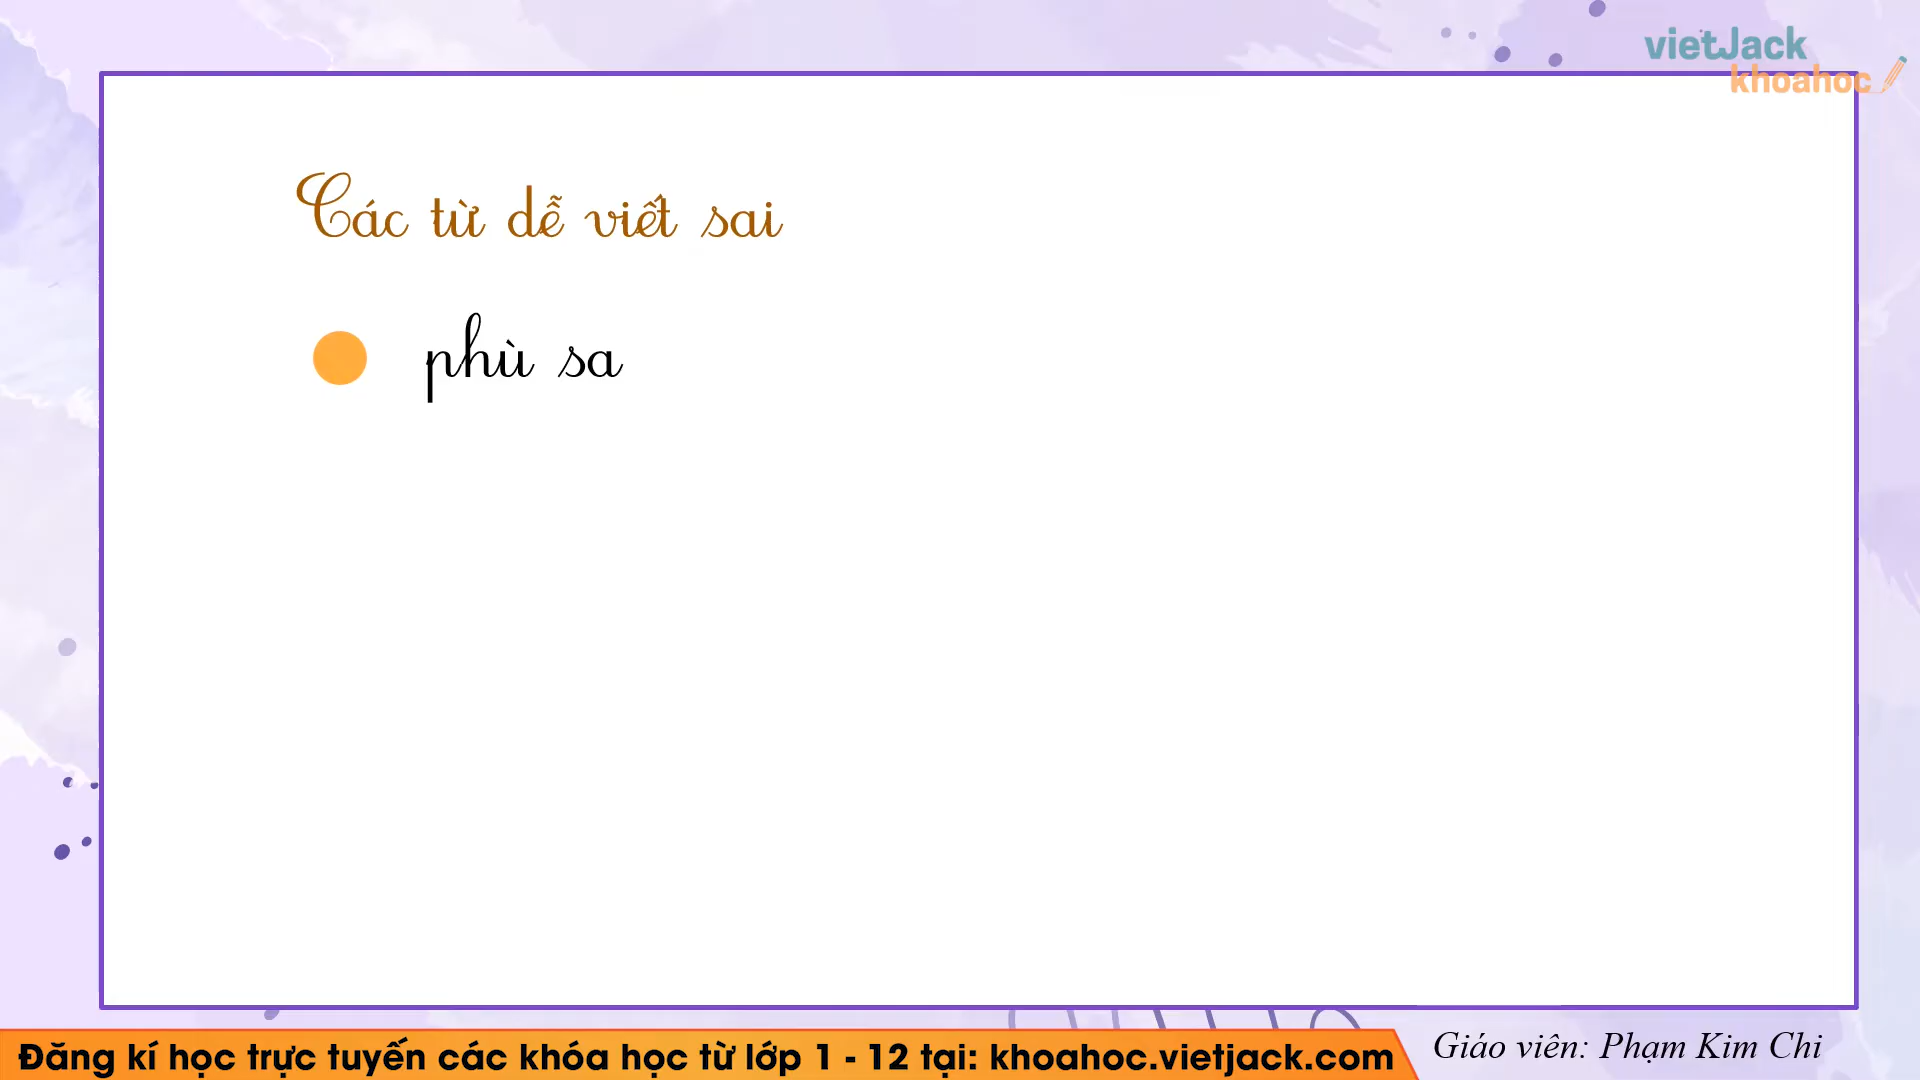 vietJack
khoahoc
Các từ dễ viết sai
phù sa
Đăng kí học trực tuyến các khóa học từ lớp 1 - 12 tại: khoahoc.vietjack.com
Giáo viên: Phạm Kim Chi